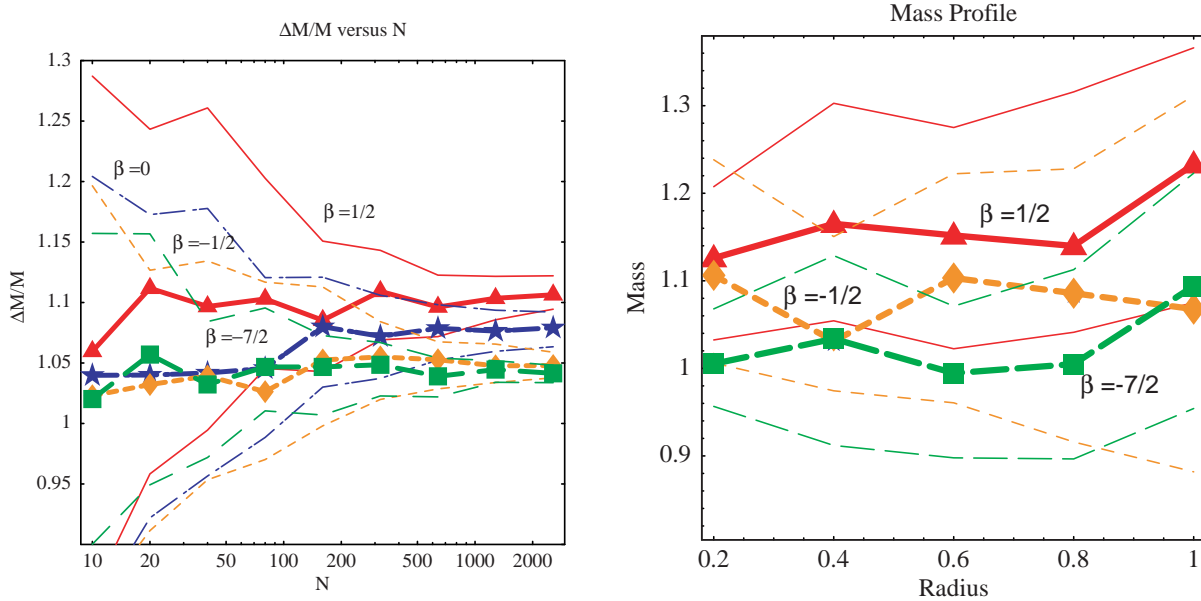 ΔM/M versus N
1.3
1.25
1.2
1.15
1.1
1.05
1
0.95
ΔM/M
β =0
β =1/2
β =−1/2
β =−7/2
10 20 50 100 200 500 1000 2000
N
Mass Profile
1.3
1.2
1.1
1
0.9
Mass
β =1/2
β =-1/2
β =-7/2
0.2 0.4 0.6 0.8 1
Radius